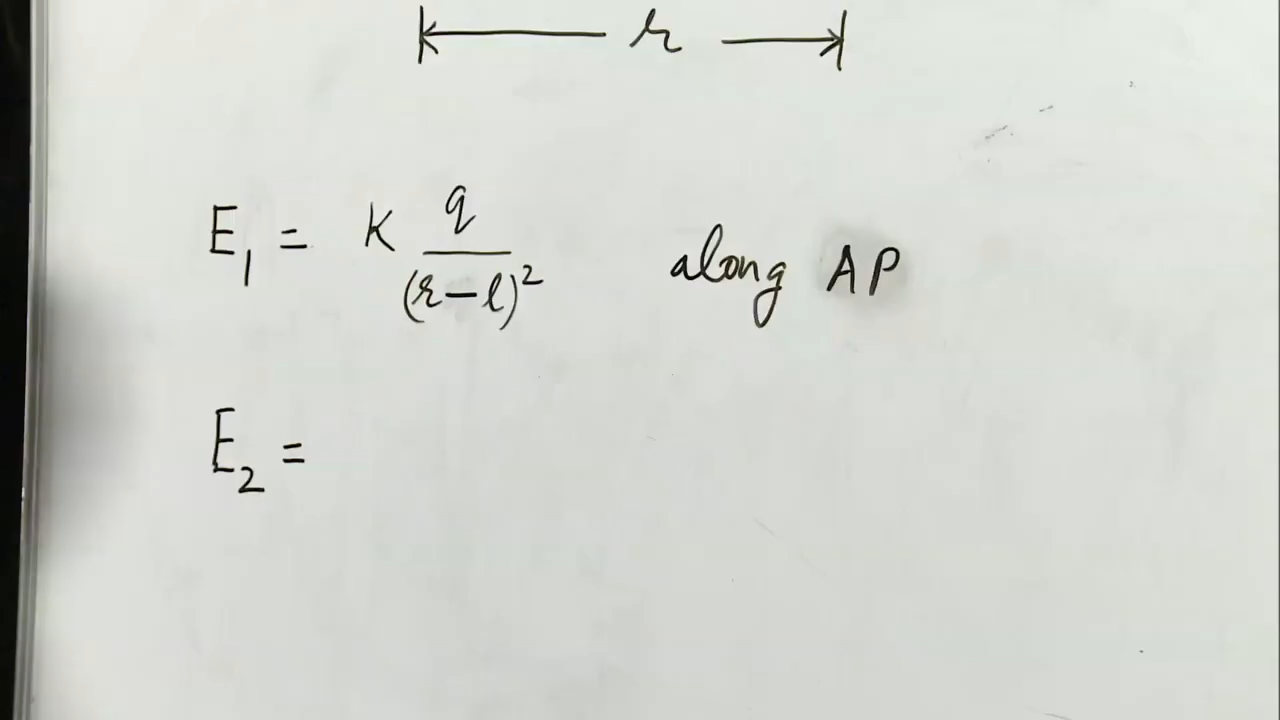 r
E₁ = K q/(r-l)² along AP
E₂ =